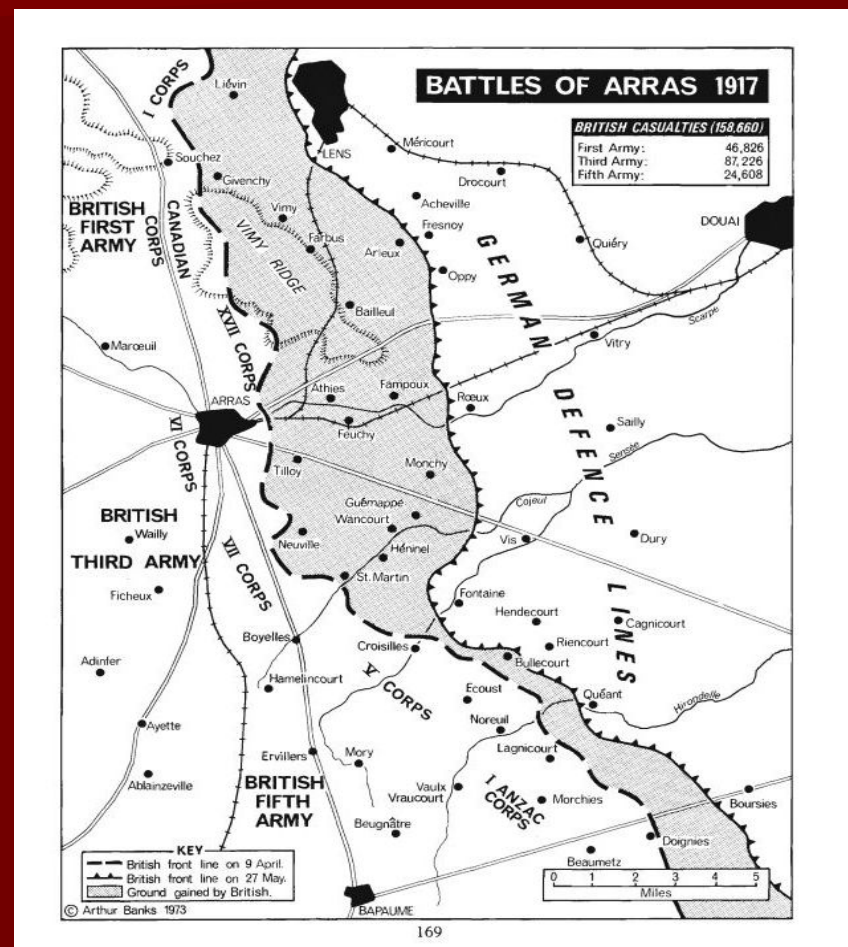 BATTLES OF ARRAS 1917
BRITISH CASUALTIES (158,660)
First Army: 46,826
Third Army: 87,226
Fifth Army: 24,608
I CORPS
Liévin
LENS
Méricourt
Souchez
Givenchy
Drocourt
Acheville
DOUAI
BRITISH
FIRST
ARMY
CANADIAN
CORPS
Vimy
VIMY RIDGE
Farbus
Arleux
Fresnoy
Quiéry
Oppy
GERMAN DEFENCE LINES
Bailleul
Scarpe
XVII CORPS
Marœuil
Vitry
ARRAS
Athies
Fampoux
Rœux
Feuchy
Sailly
VI CORPS
Tilloy
Monchy
Sensée
Cojeul
Guémappe
Wancourt
BRITISH
Wailly
THIRD ARMY
Neuville
Héninel
Vis
Dury
VII CORPS
St. Martin
Ficheux
Fontaine
Hendecourt
Cagnicourt
Boyelles
Riencourt
Croisilles
Bullecourt
Adinfer
Hamelincourt
V CORPS
Ecoust
Quéant
Hirondelle
Ayette
Noreuil
Ervillers
Mory
Lagnicourt
Ablainzeville
BRITISH
FIFTH
ARMY
Vaulx
Vraucourt
I ANZAC
CORPS
Morchies
Boursies
Beugnâtre
Doignies
Beaumetz
KEY
British front line on 9 April.
British front line on 27 May.
Ground gained by British.
0 1 2 3 4 5
Miles
© Arthur Banks 1973
BAPAUME
169